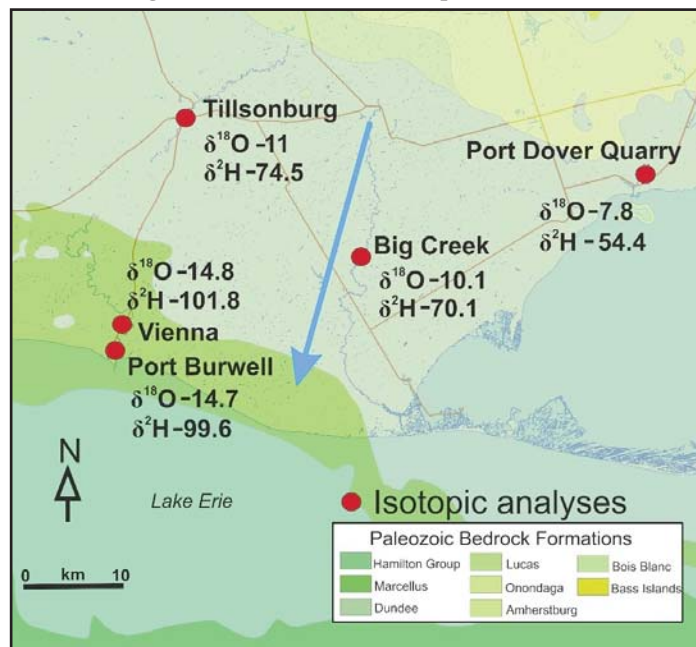 Tillsonburg
δ18O -11
δ2H -74.5
Port Dover Quarry
δ18O -7.8
δ2H -54.4
Big Creek
δ18O -10.1
δ2H -70.1
δ18O -14.8
δ2H -101.8
Vienna
Port Burwell
δ18O -14.7
δ2H -99.6
N
Lake Erie
0 km 10
Isotopic analyses
Paleozoic Bedrock Formations
Hamilton Group
Marcellus
Dundee
Lucas
Onondaga
Amherstburg
Bois Blanc
Bass Islands